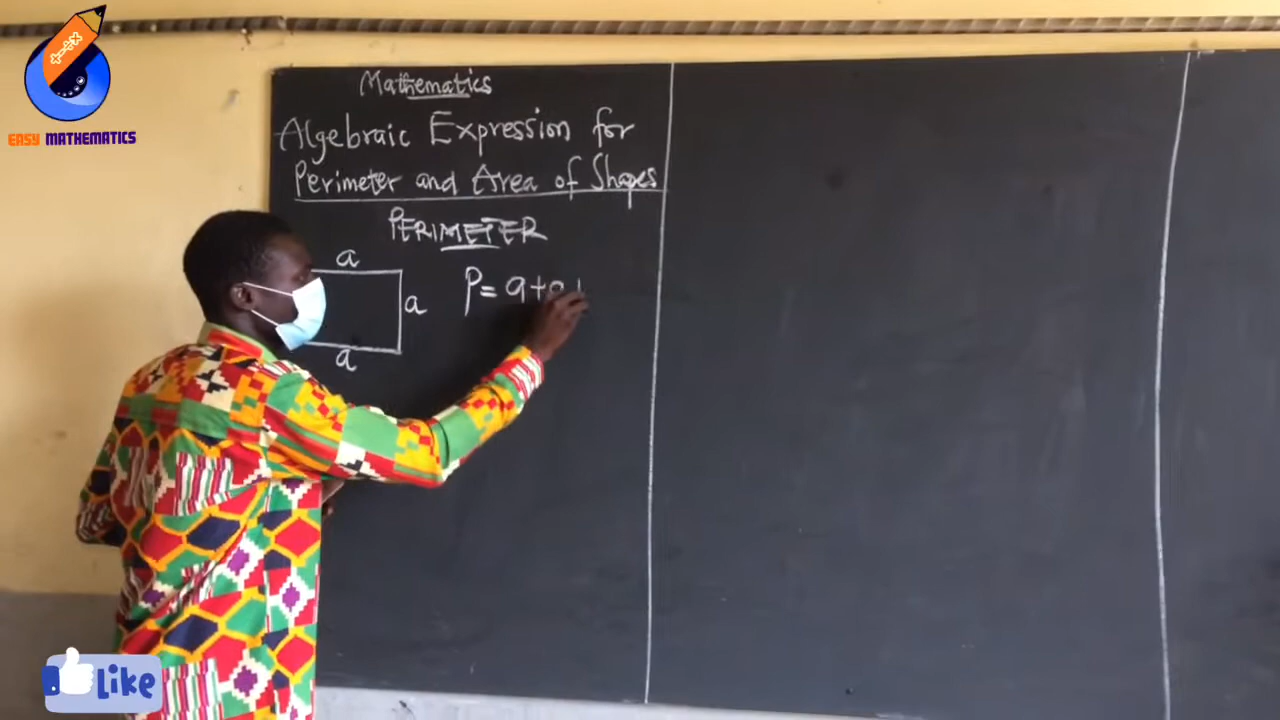 EASY MATHEMATICS
Mathematics
Algebraic Expression for
Perimeter and Area of Shapes
PERIMETER
a
a
a
P = a + a +
Like